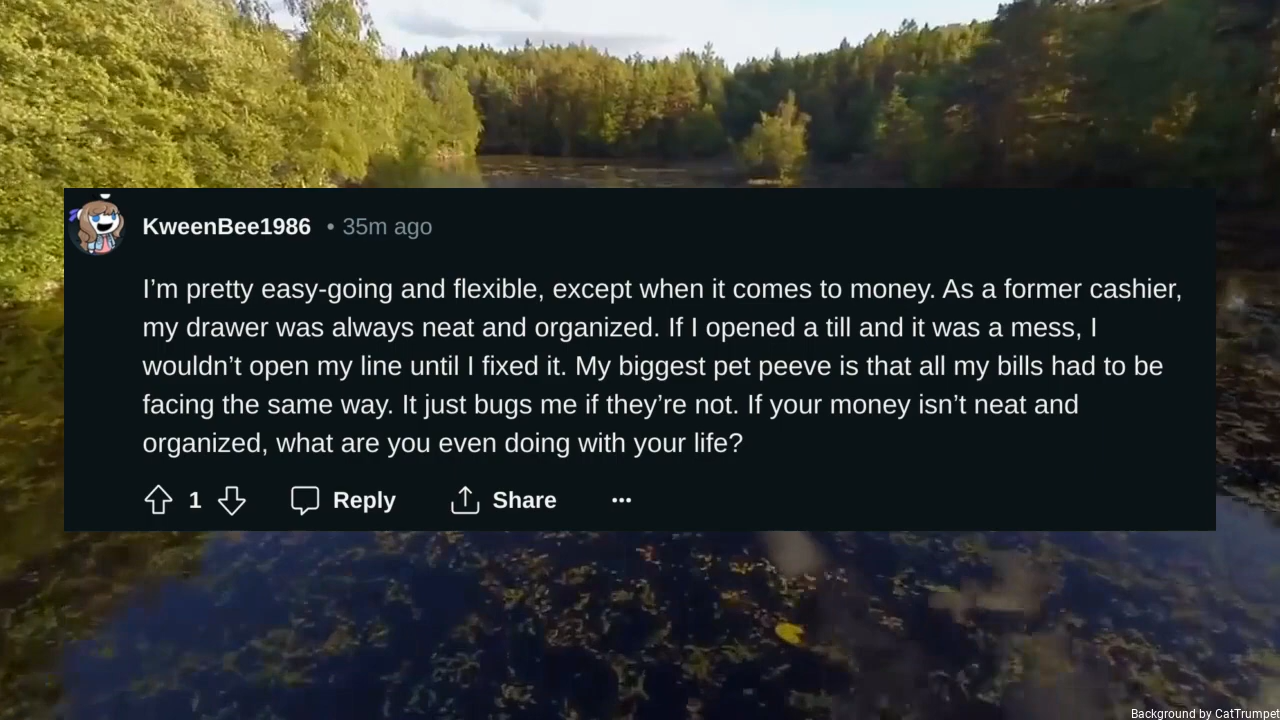 KweenBee1986 • 35m ago
I’m pretty easy-going and flexible, except when it comes to money. As a former cashier,
my drawer was always neat and organized. If I opened a till and it was a mess, I
wouldn’t open my line until I fixed it. My biggest pet peeve is that all my bills had to be
facing the same way. It just bugs me if they’re not. If your money isn’t neat and
organized, what are you even doing with your life?
1 Reply Share ...
Background by CatTrumpet